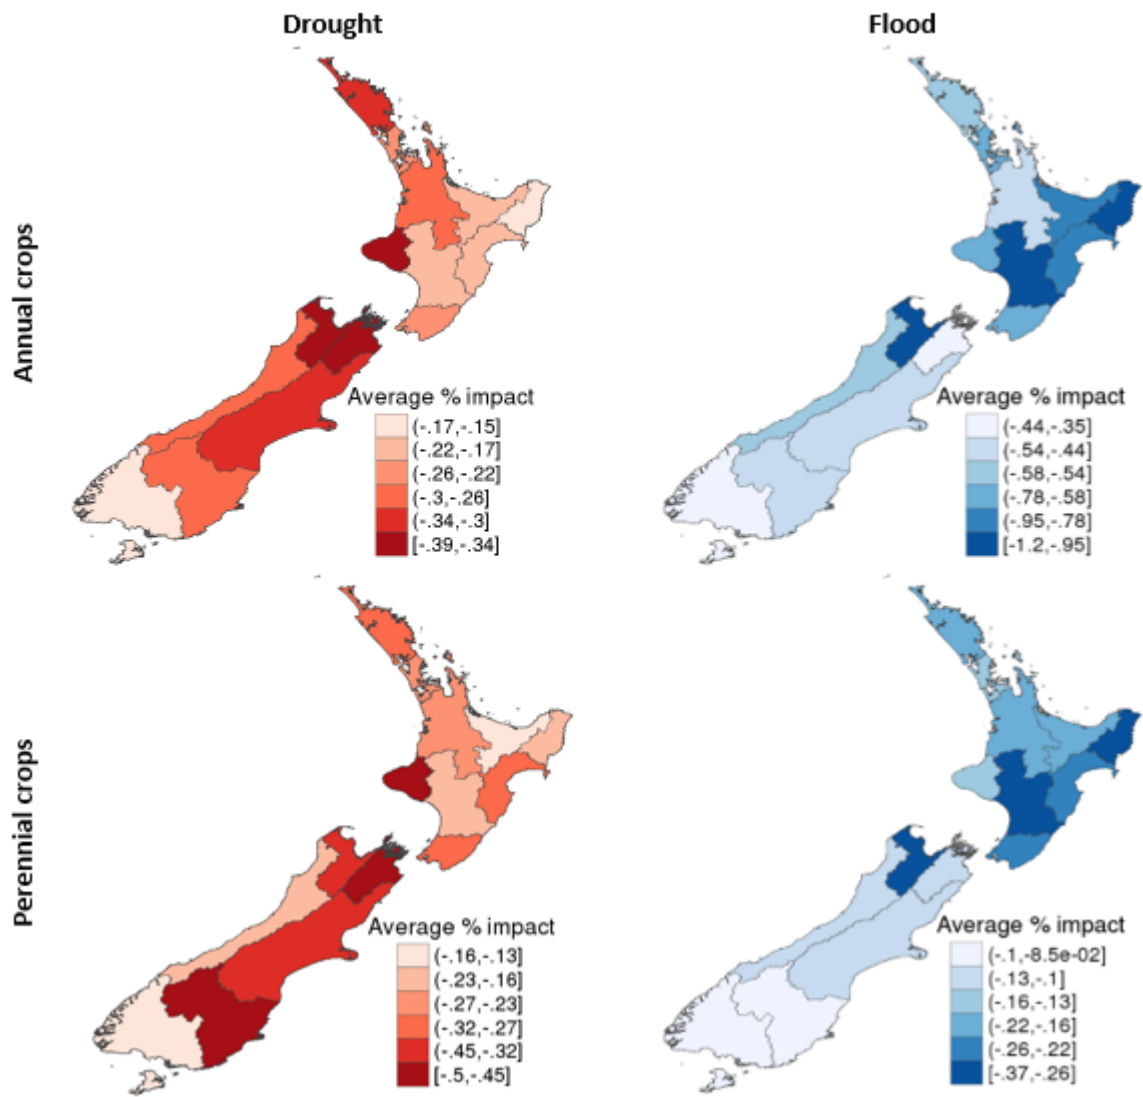 Drought
Flood
Annual crops
Average % impact
(-.17,-.15]
(-.22,-.17]
(-.26,-.22]
(-.3,-.26]
(-.34,-.3]
[-.39,-.34]
Average % impact
(-.44,-.35]
(-.54,-.44]
(-.58,-.54]
(-.78,-.58]
(-.95,-.78]
[-1.2,-.95]
Perennial crops
Average % impact
(-.16,-.13]
(-.23,-.16]
(-.27,-.23]
(-.32,-.27]
(-.45,-.32]
[-.5,-.45]
Average % impact
(-.1,-8.5e-02]
(-.13,-.1]
(-.16,-.13]
(-.22,-.16]
(-.26,-.22]
[-.37,-.26]